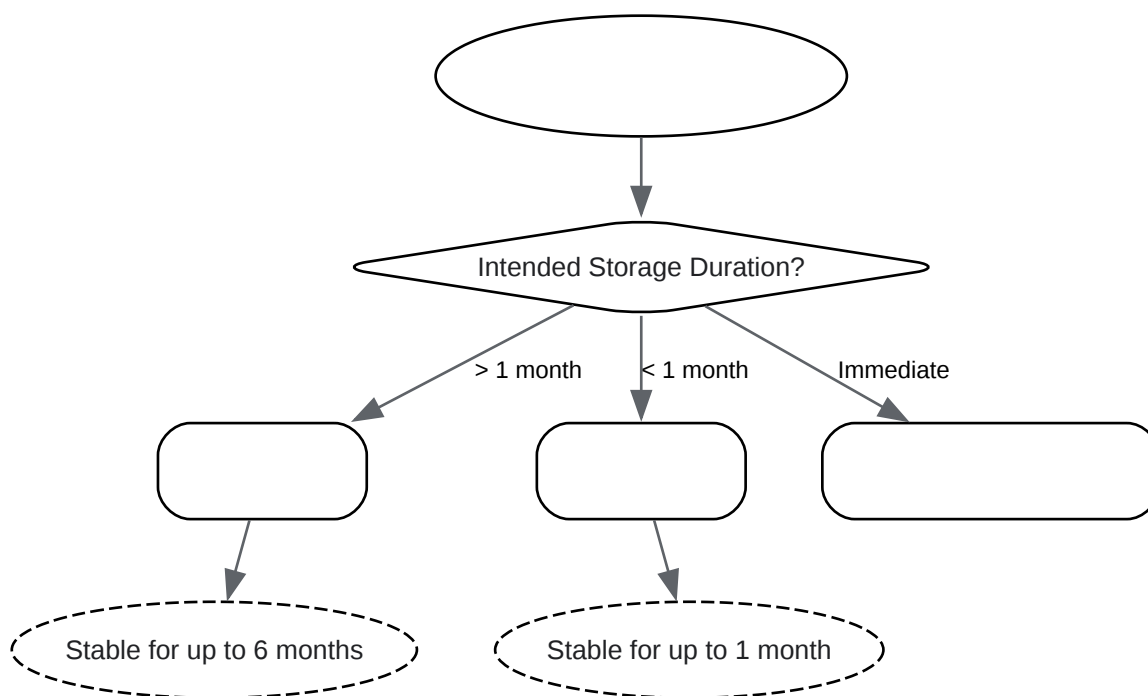 Intended Storage Duration?
> 1 month
< 1 month
Immediate
Stable for up to 6 months
Stable for up to 1 month